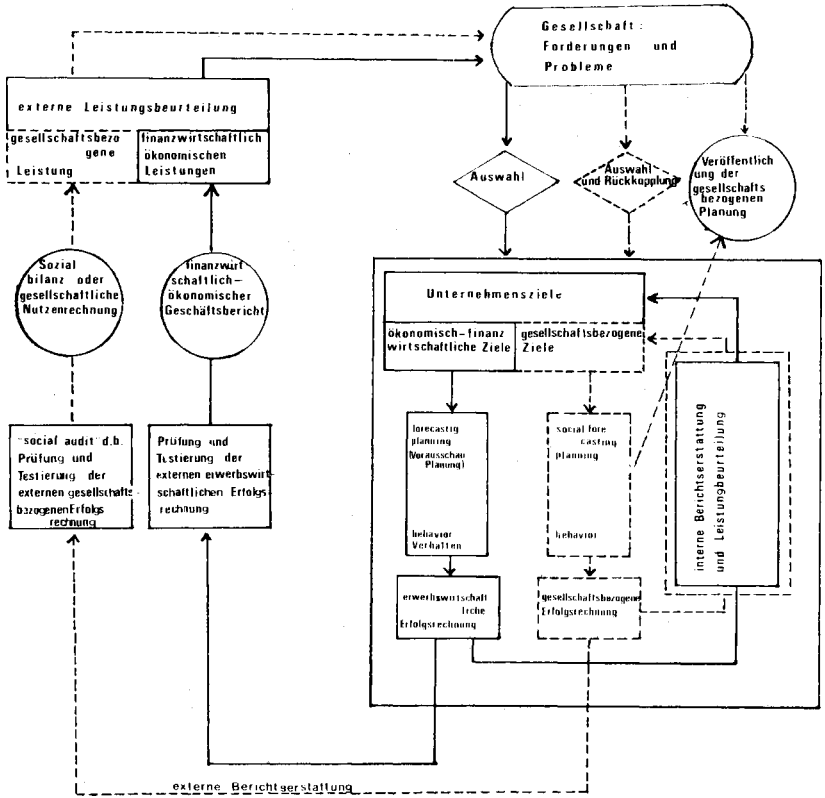 Gesellschaft:
Forderungen und
Probleme
externe Leistungsbeurteilung
gesellschaftsbezo
gene
Leistung
finanzwirtschaftlich
ökonomischen
Leistungen
Auswahl
Auswahl
und Rückkopplung
Veröffentlich
ung der
gesellschafts
bezogenen
Planung
Sozial
bilanz oder
gesellschaftliche
Nutzenrechnung
finanzwirt
schaftlich–
ökonomischer
Geschäftsbericht
Unternehmensziele
ökonomisch–finanz
wirtschaftliche Ziele
gesellschaftsbezogene
Ziele
"social audit" d.b.
Prüfung und
Testierung der
externen gesellschafts
bezogenen Erfolgs
rechnung
Prüfung und
Testierung der
externen erwerbswirt-
schaftlichen Erfolgs
rechnung
forecastig
planning
(Vorausschau
Planung)
behavior
Verhalten
social fore
casting
planning
behavior
interne Berichtserstattung
und Leistungbeurteilung
erwerbswirtschaft
liche
Erfolgsrechnung
gesellschaftsbezogene
Erfolgsrechnung
externe Berichtgerstattung